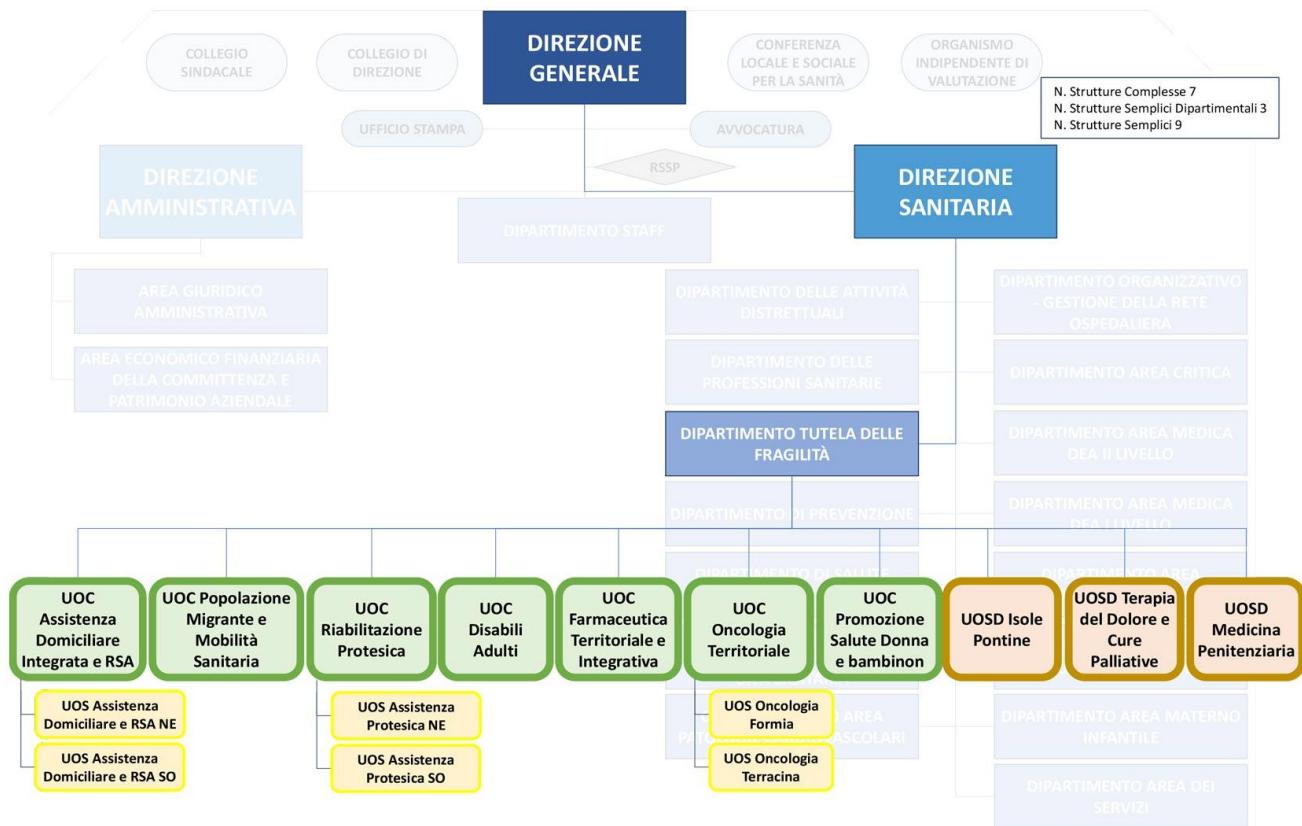 COLLEGIO
SINDACALE
COLLEGIO DI
DIREZIONE
DIREZIONE
GENERALE
CONFERENZA
LOCALE E SOCIALE
PER LA SANITÀ
ORGANISMO
INDIPENDENTE DI
VALUTAZIONE
N. Strutture Complesse 7
N. Strutture Semplici Dipartimentali 3
N. Strutture Semplici 9
UFFICIO STAMPA
AVVOCATURA
RSSP
DIREZIONE
AMMINISTRATIVA
DIREZIONE
SANITARIA
DIPARTIMENTO STAFF
AREA GIURIDICO
AMMINISTRATIVA
AREA ECONOMICO FINANZIARIA
DELLA COMMITTENZA E
PATRIMONIO AZIENDALE
DIPARTIMENTO DELLE ATTIVITÀ
DISTRETTUALI
DIPARTIMENTO ORGANIZZATIVO
- GESTIONE DELLA RETE
OSPEDALIERA
DIPARTIMENTO DELLE
PROFESSIONI SANITARIE
DIPARTIMENTO AREA CRITICA
DIPARTIMENTO TUTELA DELLE
FRAGILITÀ
DIPARTIMENTO AREA MEDICA
DEA II LIVELLO
DIPARTIMENTO DI PREVENZIONE
DIPARTIMENTO AREA MEDICA
DEA I LIVELLO
DIPARTIMENTO DI SALUTE
DIPARTIMENTO AREA
UOC
Assistenza
Domiciliare
Integrata e RSA
UOC Popolazione
Migrante e
Mobilità
Sanitaria
UOC
Riabilitazione
Protesica
UOC
Disabili
Adulti
UOC
Farmaceutica
Territoriale e
Integrativa
UOC
Oncologia
Territoriale
UOC
Promozione
Salute Donna
e bambinon
UOSD Isole
Pontine
UOSD Terapia
del Dolore e
Cure
Palliative
UOSD
Medicina
Penitenziaria
UOS Assistenza
Domiciliare e RSA NE
UOS Assistenza
Domiciliare e RSA SO
UOS Assistenza
Protesica NE
UOS Assistenza
Protesica SO
UOS Oncologia
Formia
UOS Oncologia
Terracina
AREA
DIPARTIMENTO AREA MATERNO
INFANTILE
DIPARTIMENTO AREA DEI
SERVIZI